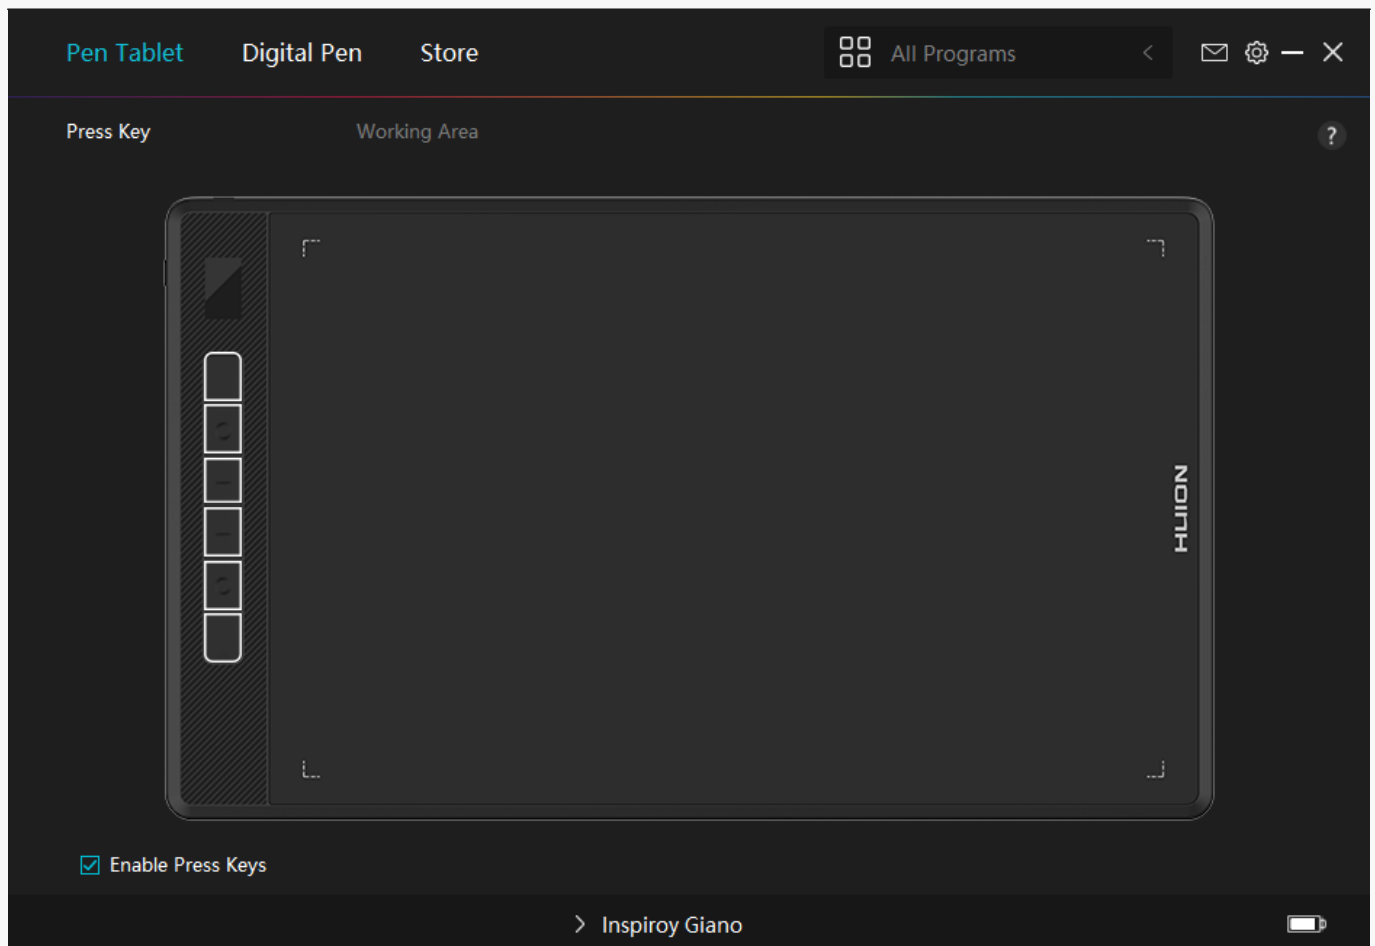 Pen Tablet Digital Pen Store All Programs
Press Key Working Area ?
HUION
Enable Press Keys
Inspiroy Giano